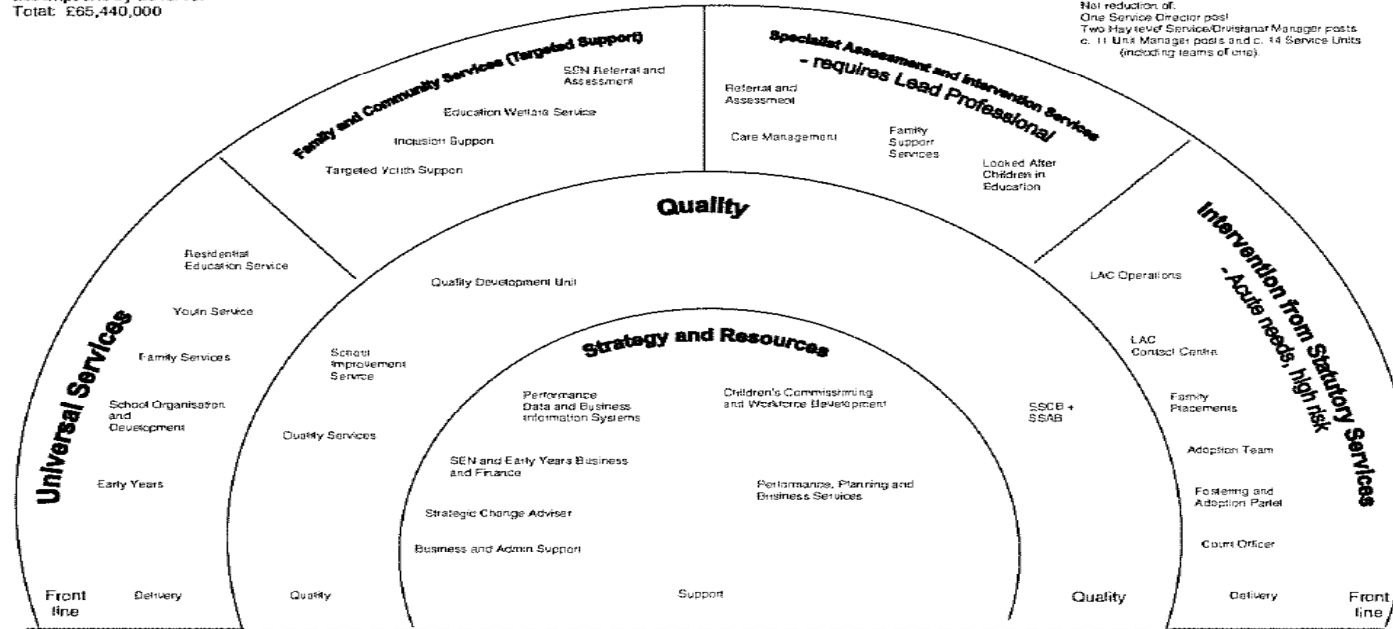 Total: £65,440,000
Net reduction of:
One Service Director post
Two Hay level Service/Divisional Manager posts
c. 11 Unit Manager posts and c. 14 Service Units
(including teams of one).
Family and Community Services (Targeted Support)
SEN Referral and
Assessment
Education Welfare Service
Inclusion Support
Targeted Youth Support
Specialist Assessment and Intervention Services
- requires Lead Professional
Referral and
Assessment
Care Management
Family
Support
Services
Looked After
Children in
Education
Quality
Quality Development Unit
School
Improvement
Service
Quality Services
SSCB +
SSAB
Universal Services
Residential
Education Service
Youth Service
Family Services
School Organisation
and
Development
Early Years
Strategy and Resources
Performance
Data and Business
Information Systems
Children's Commissioning
and Workforce Development
SEN and Early Years Business
and Finance
Performance, Planning and
Business Services
Strategic Change Adviser
Business and Admin Support
Intervention from Statutory Services
- Acute needs, high risk
LAC Operations
LAC
Contact Centre
Family
Placements
Adoption Team
Fostering and
Adoption Panel
Court Officer
Front
line
Delivery
Quality
Support
Quality
Delivery
Front
line